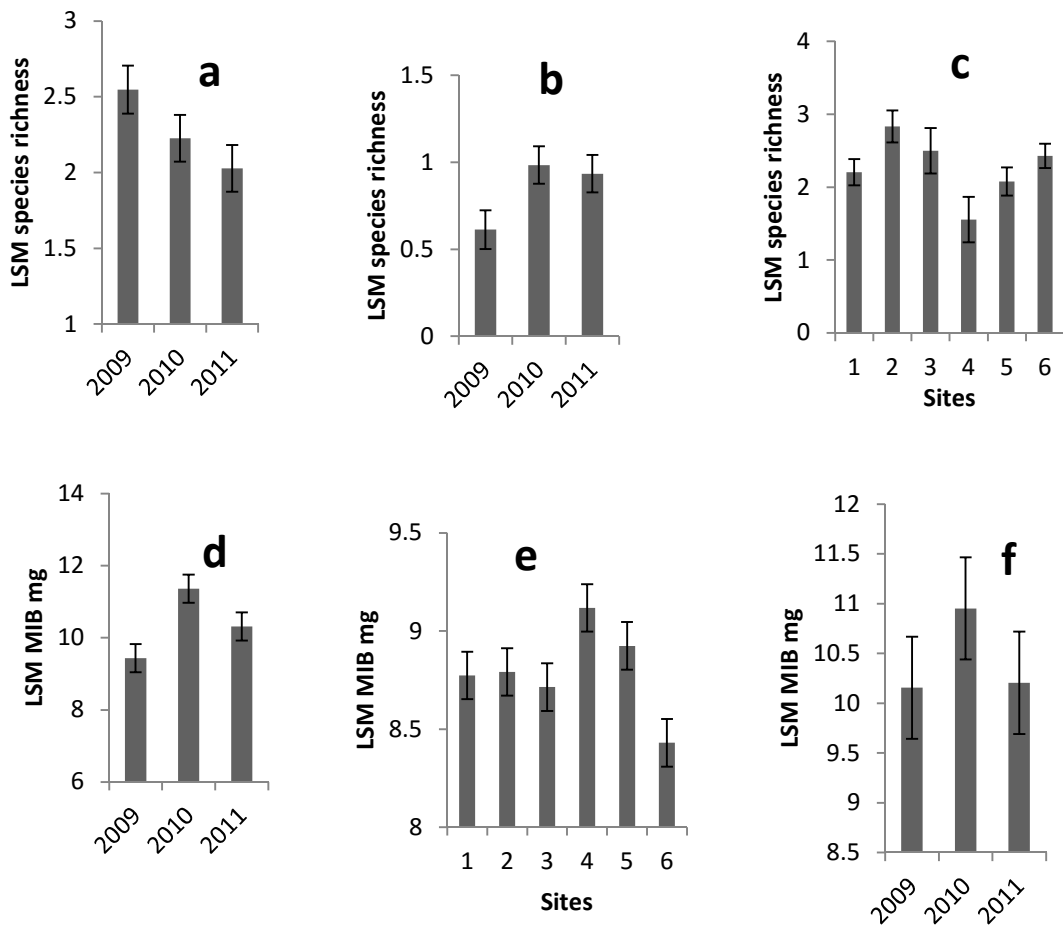 a
LSM species richness
3
2.5
2
1.5
1
2009
2010
2011
b
LSM species richness
1.5
1
0.5
0
2009
2010
2011
c
LSM species richness
4
3
2
1
0
1 2 3 4 5 6
Sites
d
LSM MIB mg
14
12
10
8
6
2009
2010
2011
e
LSM MIB mg
9.5
9
8.5
8
1 2 3 4 5 6
Sites
f
LSM MIB mg
12
11.5
11
10.5
10
9.5
9
8.5
2009
2010
2011